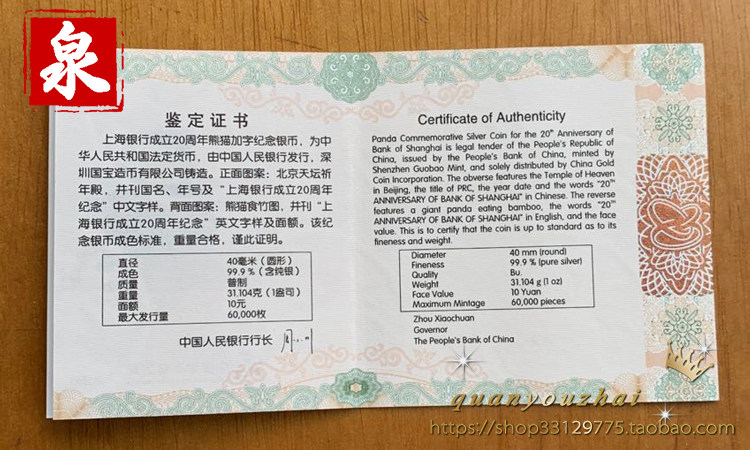 泉
鉴定证书
上海银行成立20周年熊猫加字纪念银币，为中
华人民共和国法定货币，由中国人民银行发行，深
圳国宝造币有限公司铸造。正面图案：北京天坛祈
年殿，并刊国名、年号及“上海银行成立20周年
纪念”中文字样。背面图案：熊猫食竹图，并刊“上
海银行成立20周年纪念”英文字样及面额。该纪
念银币成色标准，重量合格，谨此证明。
直径 40毫米（圆形）
成色 99.9％（含纯银）
质量 普制
重量 31.104克（1盎司）
面额 10元
最大发行量 60,000枚
中国人民银行行长
Certificate of Authenticity
Panda Commemorative Silver Coin for the 20th Anniversary of
Bank of Shanghai is legal tender of the People's Republic of
China, issued by the People's Bank of China, minted by
Shenzhen Guobao Mint, and solely distributed by China Gold
Coin Incorporation. The obverse features the Temple of Heaven
in Beijing, the title of PRC, the year date and the words "20th
ANNIVERSARY OF BANK OF SHANGHAI" in Chinese. The reverse
features a giant panda eating bamboo, the words "20th
ANNIVERSARY OF BANK OF SHANGHAI" in English, and the face
value. This is to certify that the coin is up to standard as to its
fineness and weight.
Diameter 40 mm (round)
Fineness 99.9 % (pure silver)
Quality Bu.
Weight 31.104 g (1 oz)
Face Value 10 Yuan
Maximum Mintage 60,000 pieces
Zhou Xiaochuan
Governor
The People's Bank of China
quanyouzhai
https://shop33129775.taobao.com